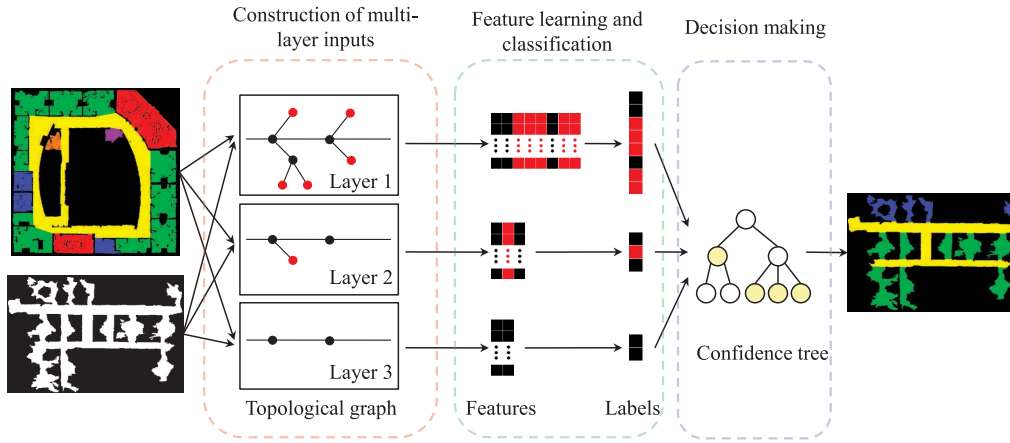 Construction of multi-
layer inputs
Feature learning and
classification
Decision making
Layer 1
Layer 2
Layer 3
Topological graph
Features
Labels
Confidence tree